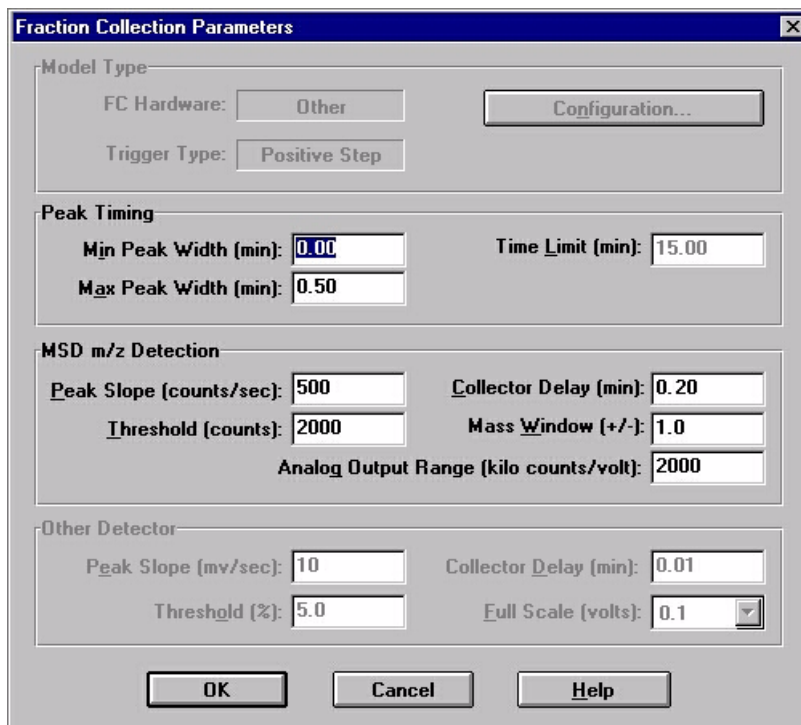 Fraction Collection Parameters
Model Type
FC Hardware: Other
Configuration...
Trigger Type: Positive Step
Peak Timing
Min Peak Width (min): 0.00
Time Limit (min): 15.00
Max Peak Width (min): 0.50
MSD m/z Detection
Peak Slope (counts/sec): 500
Collector Delay (min): 0.20
Threshold (counts): 2000
Mass Window (+/-): 1.0
Analog Output Range (kilo counts/volt): 2000
Other Detector
Peak Slope (mv/sec): 10
Collector Delay (min): 0.01
Threshold (%): 5.0
Full Scale (volts): 0.1
OK
Cancel
Help